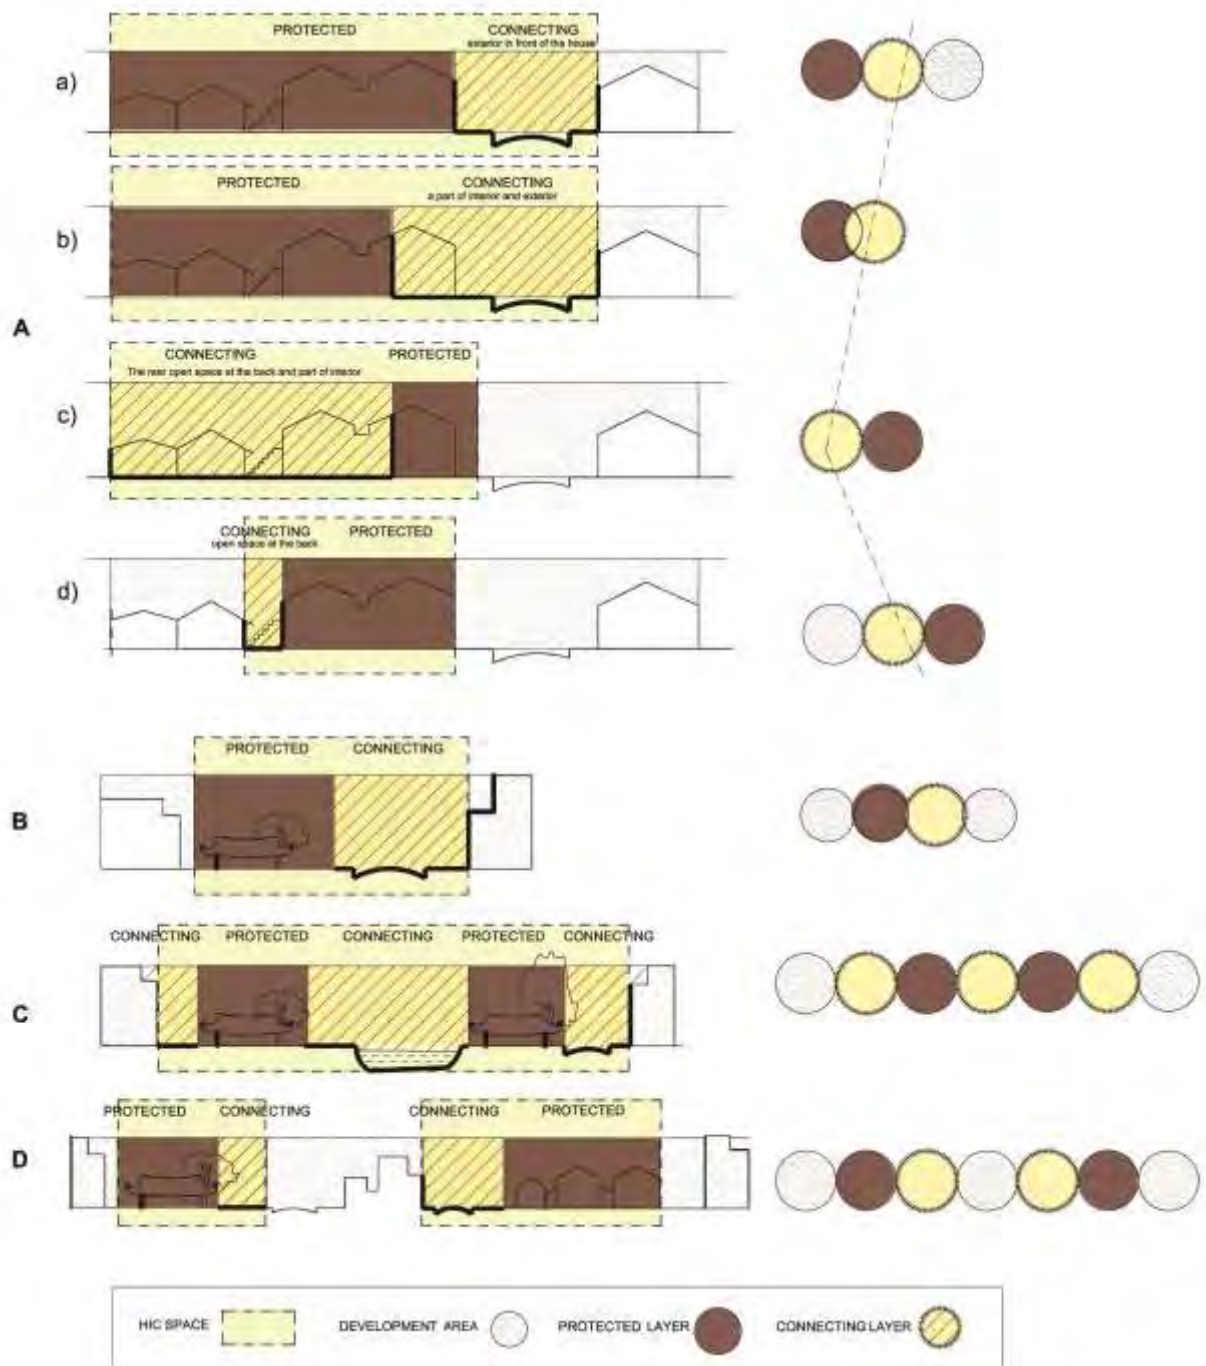 PROTECTED CONNECTING
exterior in front of the house
a)
PROTECTED CONNECTING
a part of interior and exterior
b)
A
CONNECTING PROTECTED
The rear open space at the back and part of interior
c)
CONNECTING PROTECTED
open space at the back
d)
PROTECTED CONNECTING
B
CONNECTING PROTECTED CONNECTING PROTECTED CONNECTING
C
PROTECTED CONNECTING CONNECTING PROTECTED
D
HIC SPACE DEVELOPMENT AREA PROTECTED LAYER CONNECTING LAYER